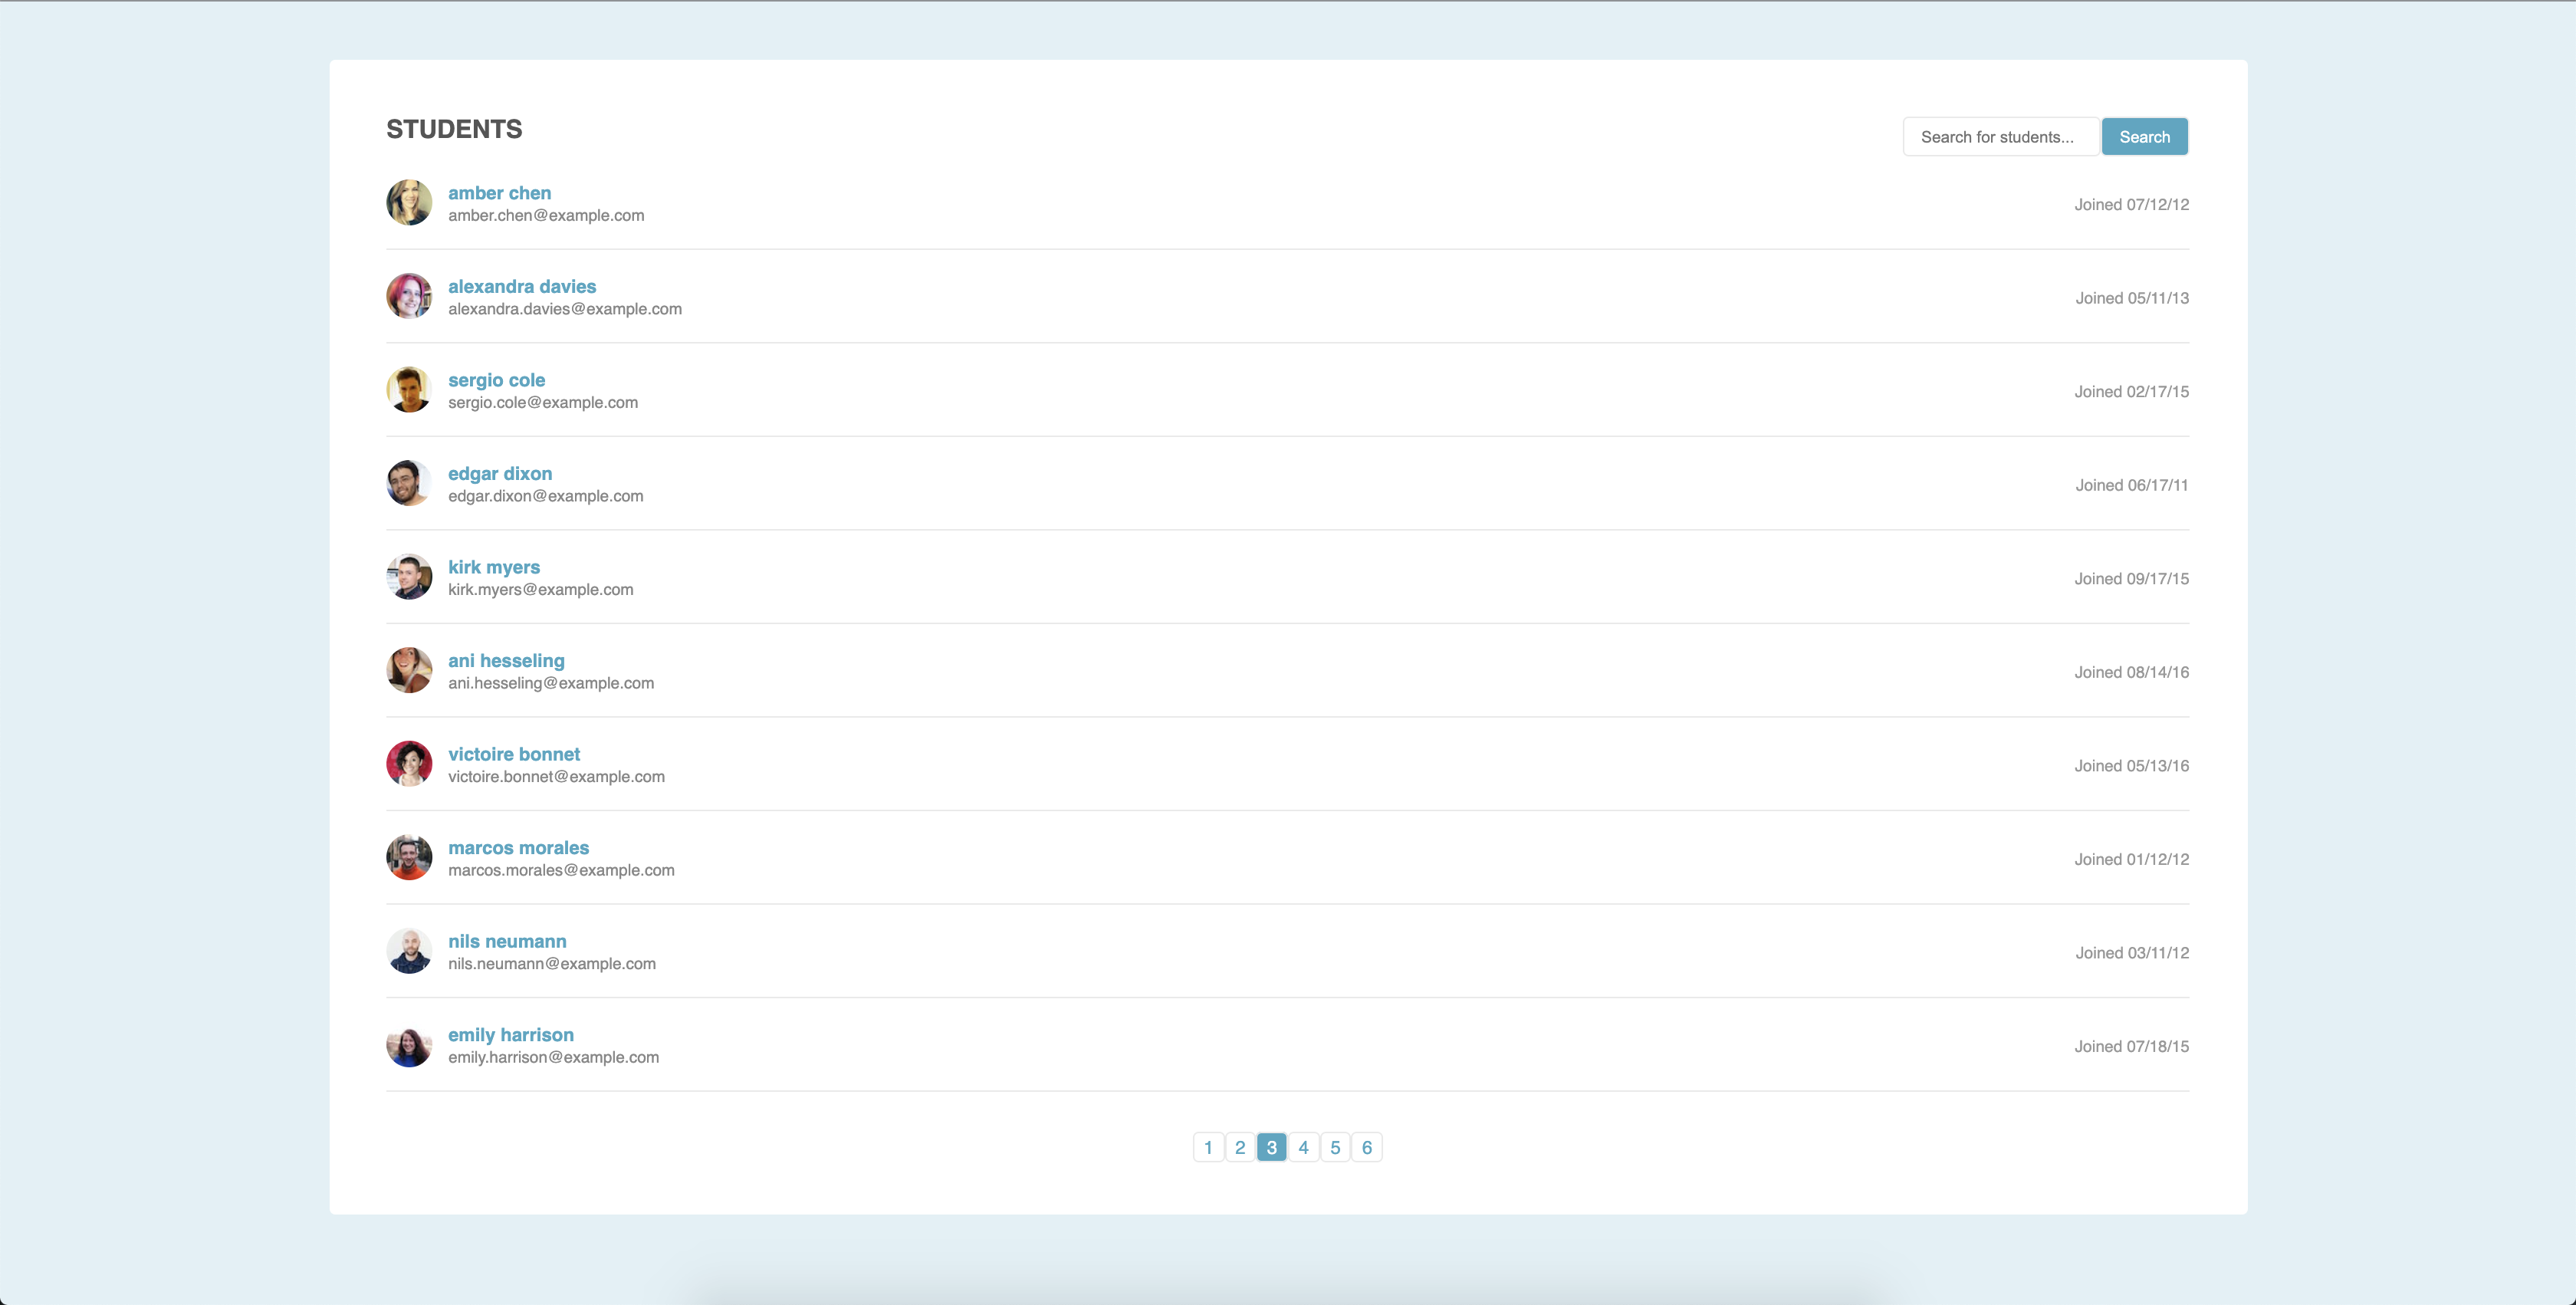 STUDENTS
Search for students...
Search
amber chen
amber.chen@example.com
Joined 07/12/12
alexandra davies
alexandra.davies@example.com
Joined 05/11/13
sergio cole
sergio.cole@example.com
Joined 02/17/15
edgar dixon
edgar.dixon@example.com
Joined 06/17/11
kirk myers
kirk.myers@example.com
Joined 09/17/15
ani hesseling
ani.hesseling@example.com
Joined 08/14/16
victoire bonnet
victoire.bonnet@example.com
Joined 05/13/16
marcos morales
marcos.morales@example.com
Joined 01/12/12
nils neumann
nils.neumann@example.com
Joined 03/11/12
emily harrison
emily.harrison@example.com
Joined 07/18/15
1 2 3 4 5 6